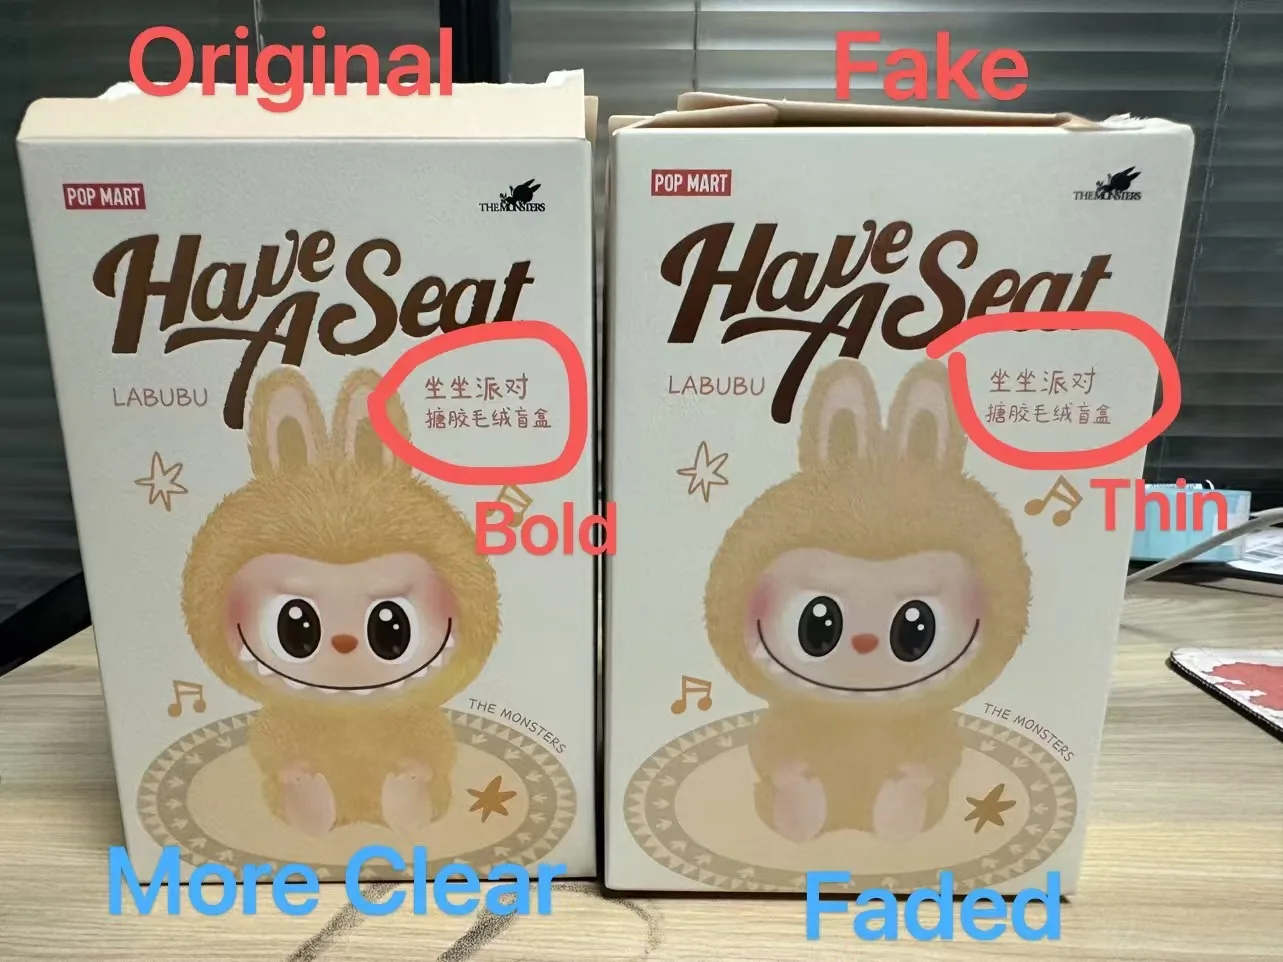 Original
Fake
POP MART
THE MONSTERS
Have
A Seat
LABUBU
坐坐派对
搪胶毛绒盲盒
Bold
THE MONSTERS
More Clear
POP MART
THE MONSTERS
Have
A Seat
LABUBU
坐坐派对
搪胶毛绒盲盒
Thin
THE MONSTERS
Faded